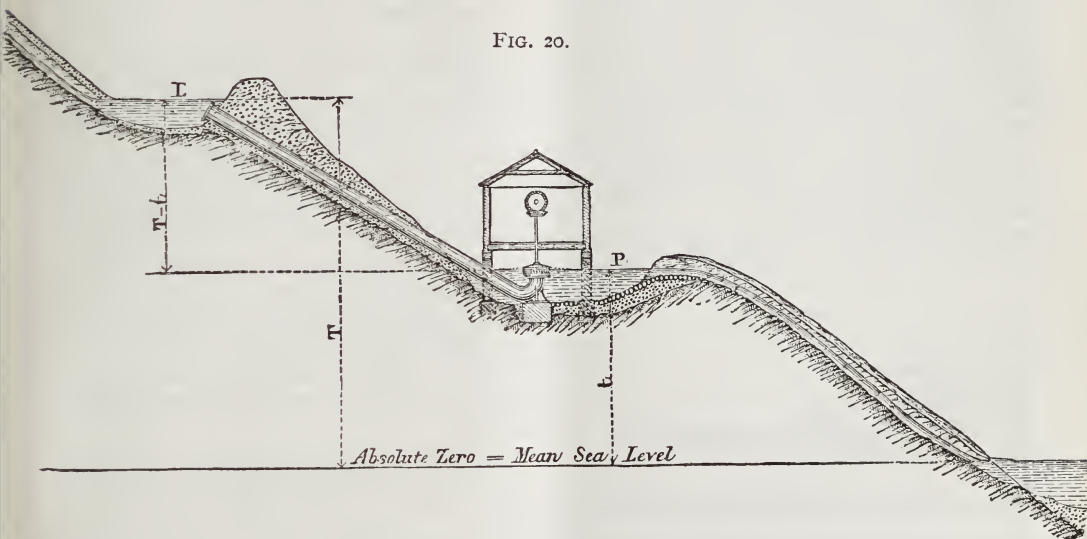 FIG. 20.
L
T-t
P
T
t
Absolute Zero = Mean Sea Level